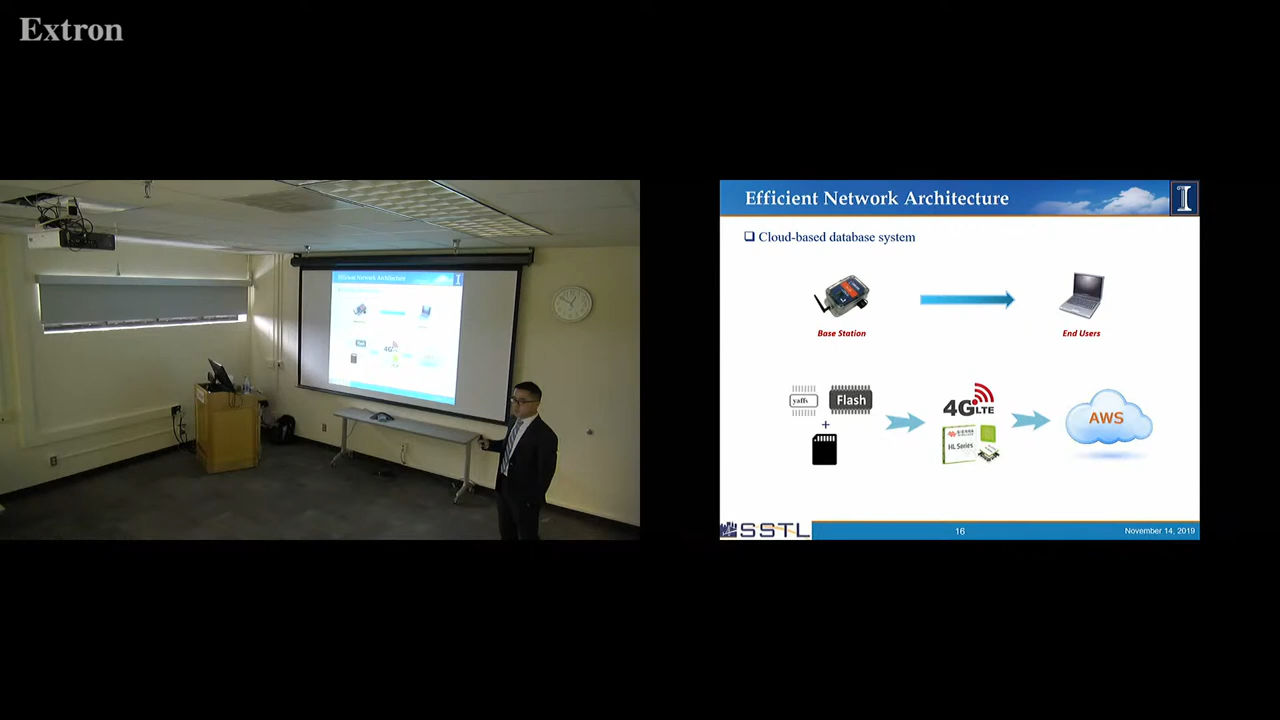 Extron
Efficient Network Architecture
Cloud-based database system
Base Station
End Users
yaffs
Flash
+
4G LTE
HL Series
AWS
SSTL
16
November 14, 2019